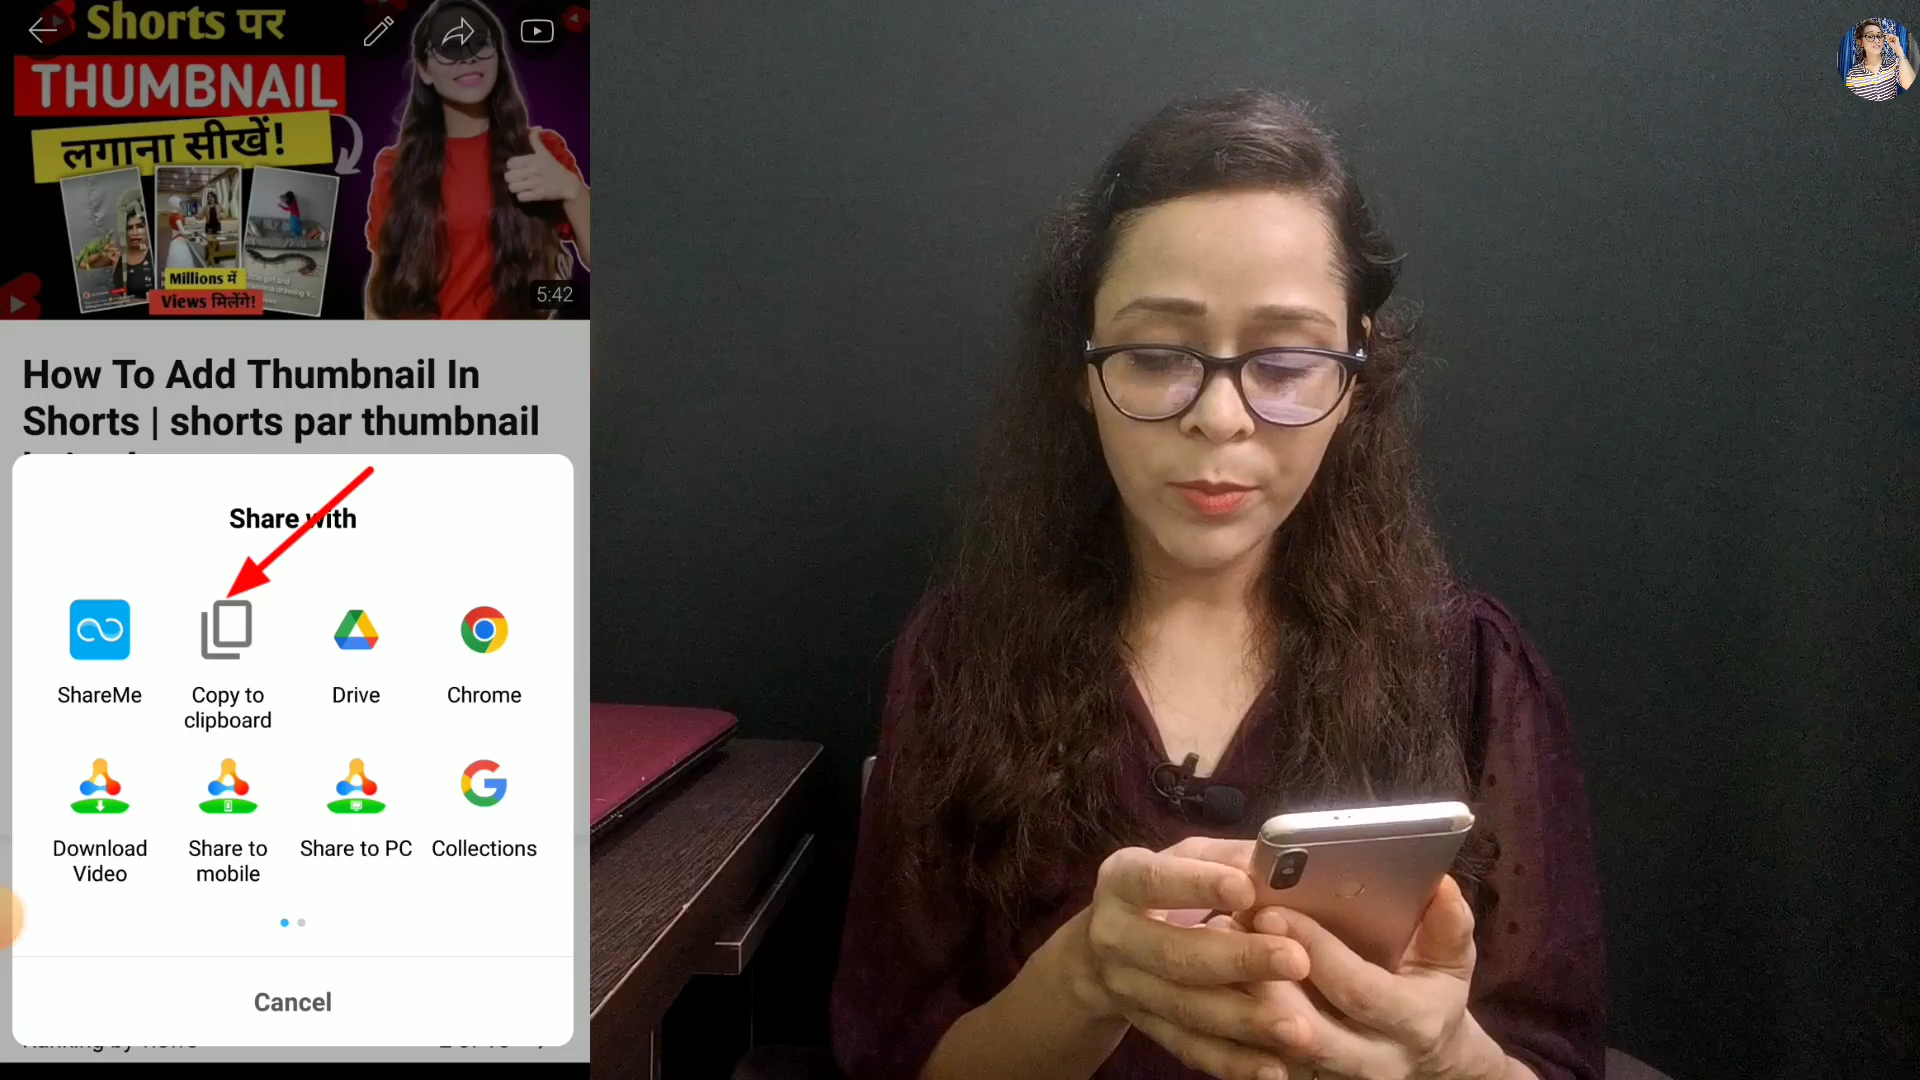 Shorts पर
THUMBNAIL
लगाना सीखें!
Millions में
Views मिलेंगे!
5:42
How To Add Thumbnail In
Shorts | shorts par thumbnail
Share with
ShareMe
Copy to
clipboard
Drive
Chrome
Download
Video
Share to
mobile
Share to PC
Collections
Cancel